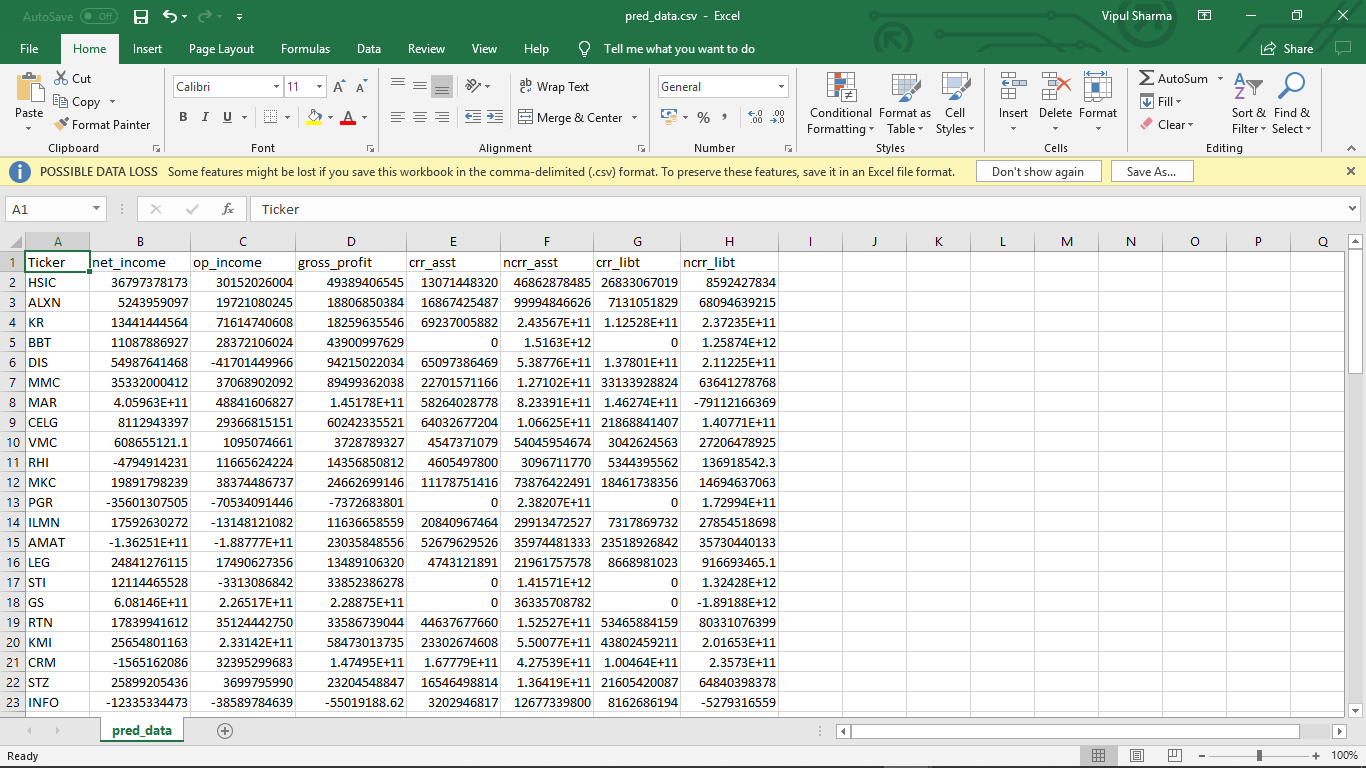 AutoSave Off pred_data.csv - Excel Vipul Sharma
File Home Insert Page Layout Formulas Data Review View Help Tell me what you want to do Share
Paste Cut Copy Format Painter Clipboard
Calibri 11 A A B I U A Font
ab Wrap Text Merge & Center Alignment
General % , .00 .0 Number
Conditional Formatting Format as Table Cell Styles Styles
Insert Delete Format Cells
AutoSum Fill Clear Sort & Filter Find & Select Editing
POSSIBLE DATA LOSS Some features might be lost if you save this workbook in the comma-delimited (.csv) format. To preserve these features, save it in an Excel file format. Don't show again Save As...
A1 fx Ticker
A B C D E F G H I J K L M N O P Q
1 Ticker net_income op_income gross_profit crr_asst ncrr_asst crr_libt ncrr_libt
2 HSIC 36797378173 30152026004 49389406545 13071448320 46862878485 26833067019 8592427834
3 ALXN 5243959097 19721080245 18806850384 16867425487 99994846626 7131051829 68094639215
4 KR 13441444564 71614740608 18259635546 69237005882 2.43567E+11 1.12528E+11 2.37235E+11
5 BBT 11087886927 28372106024 43900997629 0 1.5163E+12 0 1.25874E+12
6 DIS 54987641468 -41701449966 94215022034 65097386469 5.38776E+11 1.37801E+11 2.11225E+11
7 MMC 35332000412 37068902092 89499362038 22701571166 1.27102E+11 33133928824 63641278768
8 MAR 4.05963E+11 48841606827 1.45178E+11 58264028778 8.23391E+11 1.46274E+11 -79112166369
9 CELG 8112943397 29366815151 60242335521 64032677204 1.06625E+11 21868841407 1.40771E+11
10 VMC 608655121.1 1095074661 3728789327 4547371079 54045954674 3042624563 27206478925
11 RHI -4794914231 11665624224 14356850812 4605497800 3096711770 5344395562 136918542.3
12 MKC 19891798239 38374486737 24662699146 11178751416 73876422491 18461738356 14694637063
13 PGR -35601307505 -70534091446 -7372683801 0 2.38207E+11 0 1.72994E+11
14 ILMN 17592630272 -13148121082 11636658559 20840967464 29913472527 7317869732 27854518698
15 AMAT -1.36251E+11 -1.88777E+11 23035848556 52679629526 35974481333 23518926842 35730440133
16 LEG 24841276115 17490627356 13489106320 4743121891 21961757578 8668981023 916693465.1
17 STI 12114465528 -3313086842 33852386278 0 1.41571E+12 0 1.32428E+12
18 GS 6.08146E+11 2.26517E+11 2.28875E+11 0 36335708782 0 -1.89188E+12
19 RTN 17839941612 35124442750 33586739044 44637677660 1.52527E+11 53465884159 80331076399
20 KMI 25654801163 2.33142E+11 58473013735 23302674608 5.50077E+11 43802459211 2.01653E+11
21 CRM -1565162086 32395299683 1.47495E+11 1.67779E+11 4.27539E+11 1.00464E+11 2.3573E+11
22 STZ 25899205436 3699795990 23204548847 16546498814 1.36419E+11 21605420087 64840398378
23 INFO -12335334473 -38589784639 -55019188.62 3202946817 12677339800 8162686194 -5279316559
pred_data
Ready 100%